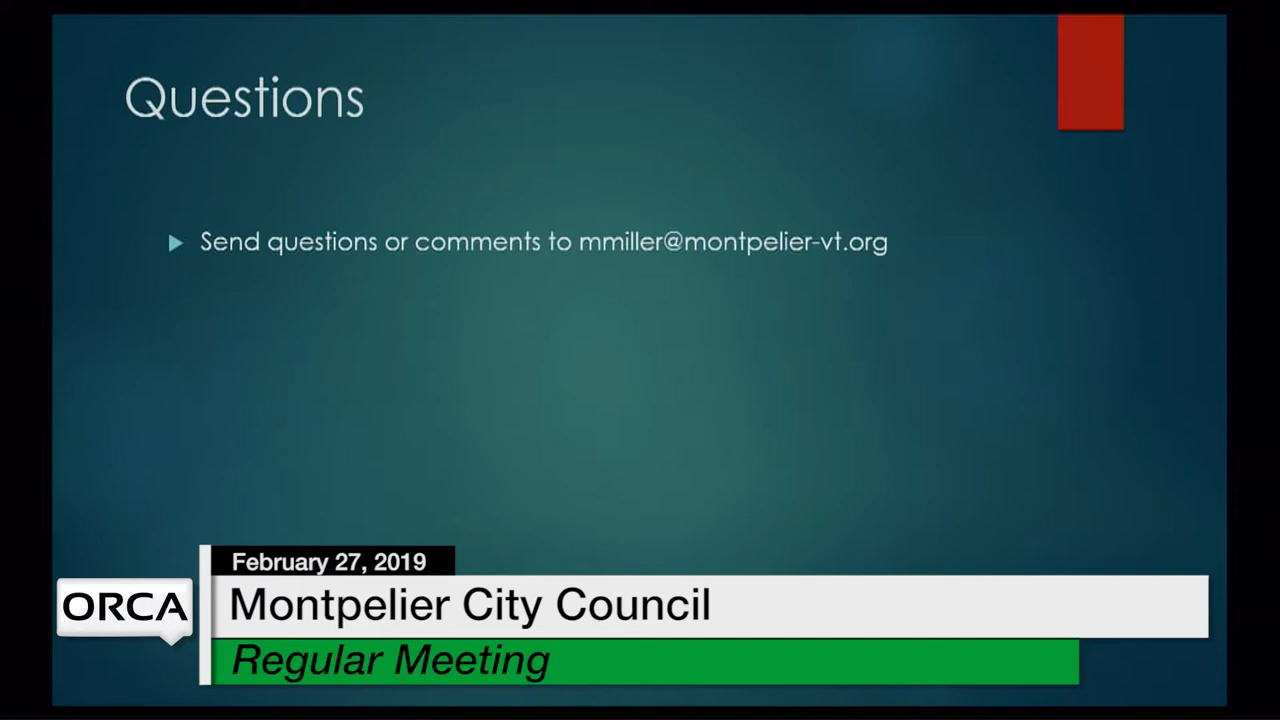 Questions
Send questions or comments to mmiller@montpelier-vt.org
February 27, 2019
ORCA
Montpelier City Council
Regular Meeting